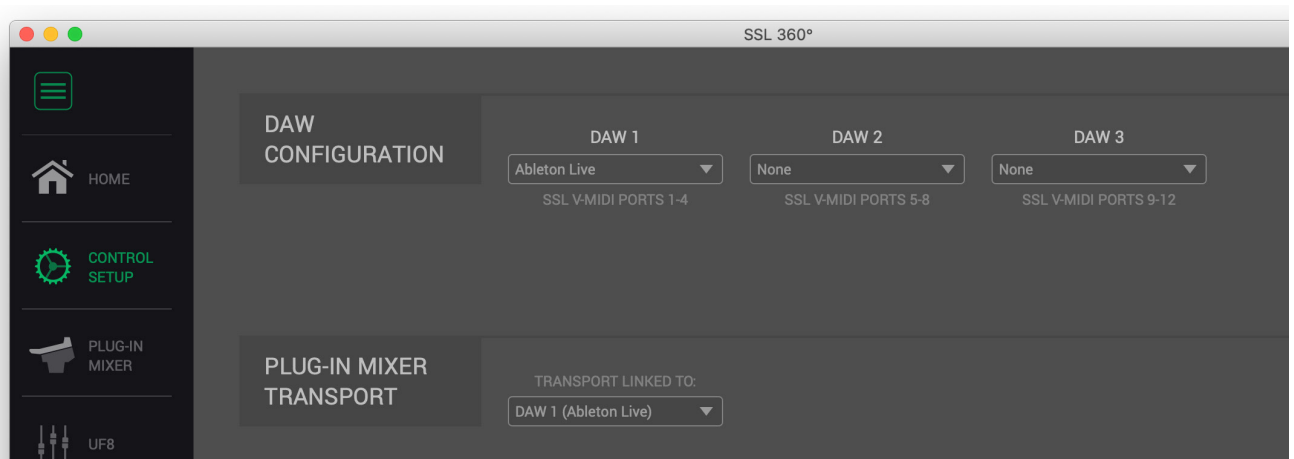 SSL 360°
HOME
CONTROL
SETUP
PLUG-IN
MIXER
UF8
DAW
CONFIGURATION
DAW 1
Ableton Live
SSL V-MIDI PORTS 1-4
DAW 2
None
SSL V-MIDI PORTS 5-8
DAW 3
None
SSL V-MIDI PORTS 9-12
PLUG-IN MIXER
TRANSPORT
TRANSPORT LINKED TO:
DAW 1 (Ableton Live)